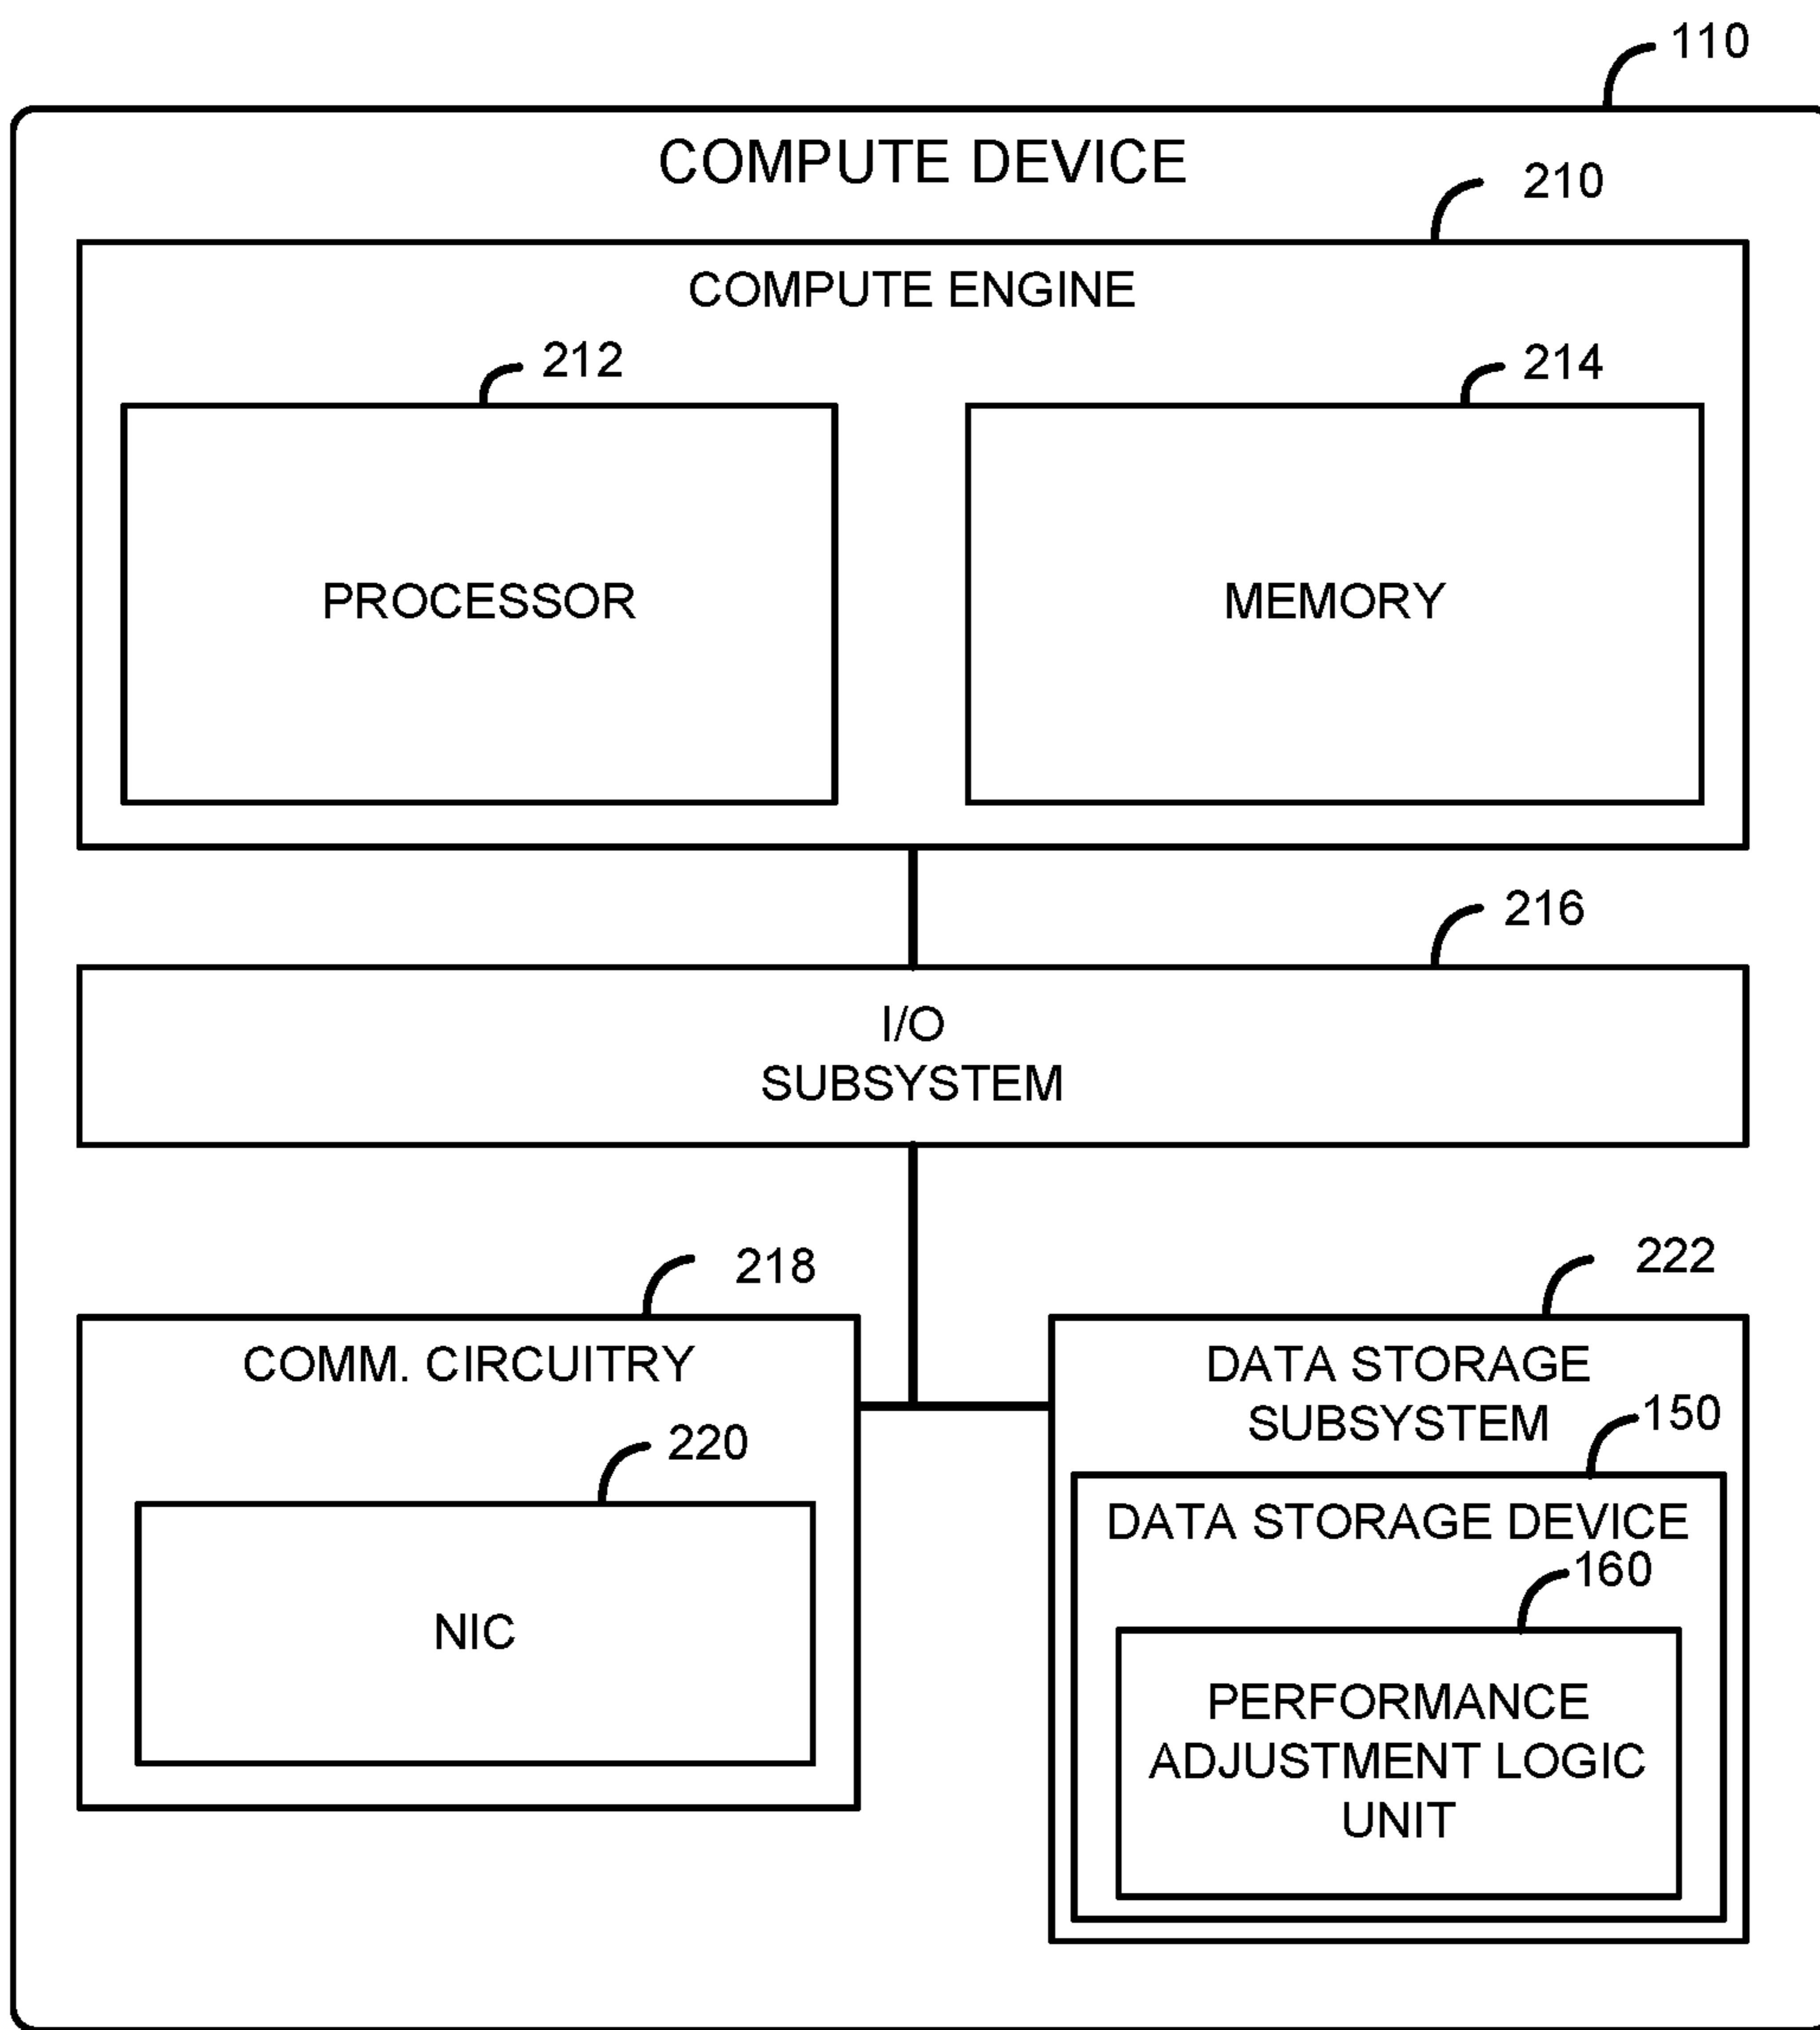 110
COMPUTE DEVICE
210
COMPUTE ENGINE
212
214
PROCESSOR
MEMORY
216
I/O
SUBSYSTEM
218
COMM. CIRCUITRY
220
NIC
222
DATA STORAGE
SUBSYSTEM
150
DATA STORAGE DEVICE
160
PERFORMANCE
ADJUSTMENT LOGIC
UNIT